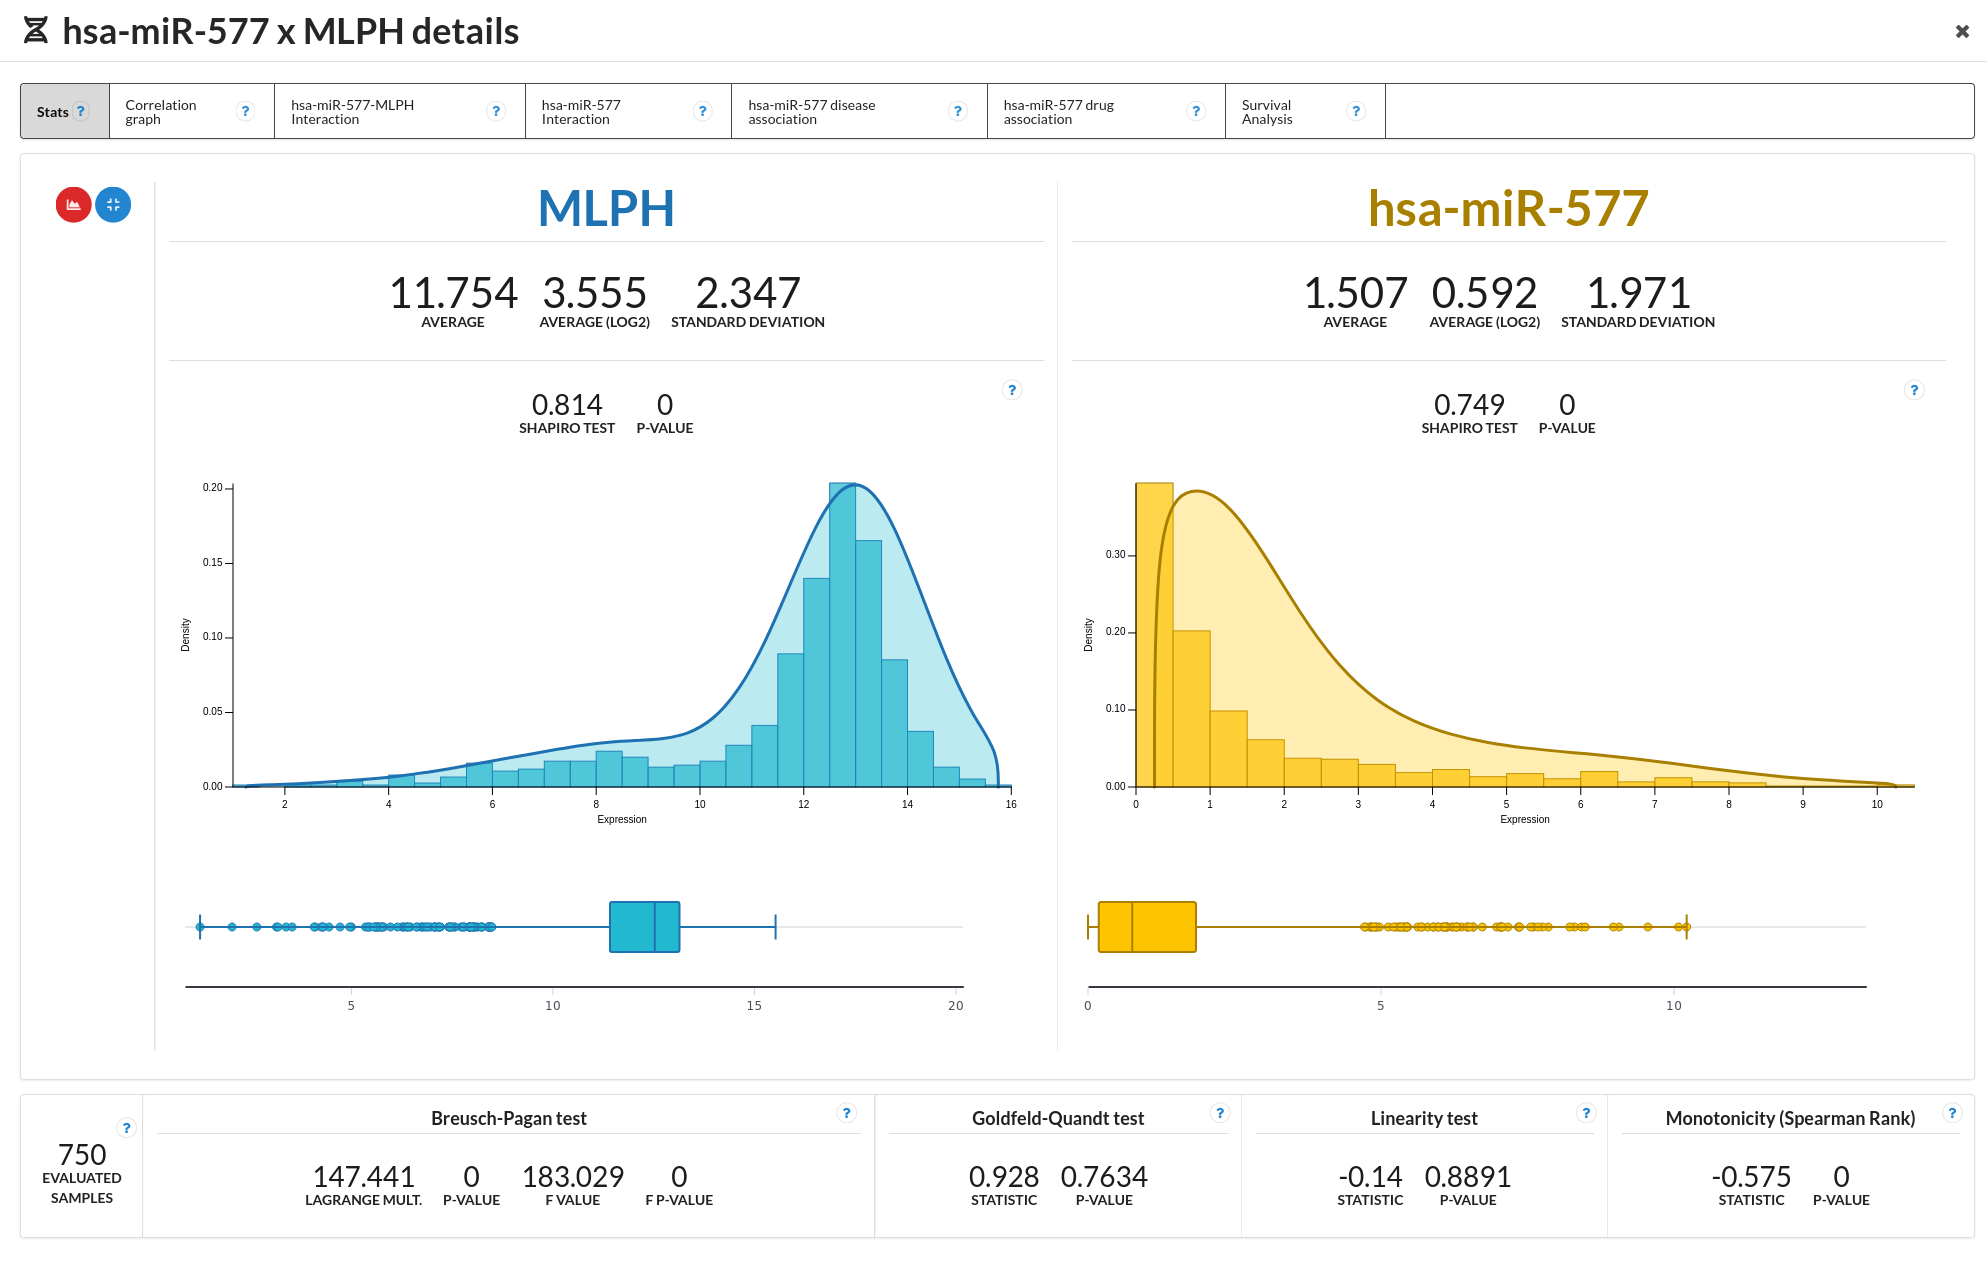 hsa-miR-577 x MLPH details
Stats ?
Correlation graph ?
hsa-miR-577-MLPH Interaction ?
hsa-miR-577 Interaction ?
hsa-miR-577 disease association ?
hsa-miR-577 drug association ?
Survival Analysis ?
MLPH
11.754 3.555 2.347
AVERAGE AVERAGE (LOG2) STANDARD DEVIATION
?
0.814 0
SHAPIRO TEST P-VALUE
0.20
0.15
0.10
0.05
0.00
Density
2 4 6 8 10 12 14 16
Expression
5 10 15 20
hsa-miR-577
1.507 0.592 1.971
AVERAGE AVERAGE (LOG2) STANDARD DEVIATION
?
0.749 0
SHAPIRO TEST P-VALUE
0.30
0.20
0.10
0.00
Density
0 1 2 3 4 5 6 7 8 9 10
Expression
0 5 10
?
750
EVALUATED
SAMPLES
Breusch-Pagan test ?
147.441 0 183.029 0
LAGRANGE MULT. P-VALUE F VALUE F P-VALUE
Goldfeld-Quandt test ?
0.928 0.7634
STATISTIC P-VALUE
Linearity test ?
-0.14 0.8891
STATISTIC P-VALUE
Monotonicity (Spearman Rank) ?
-0.575 0
STATISTIC P-VALUE